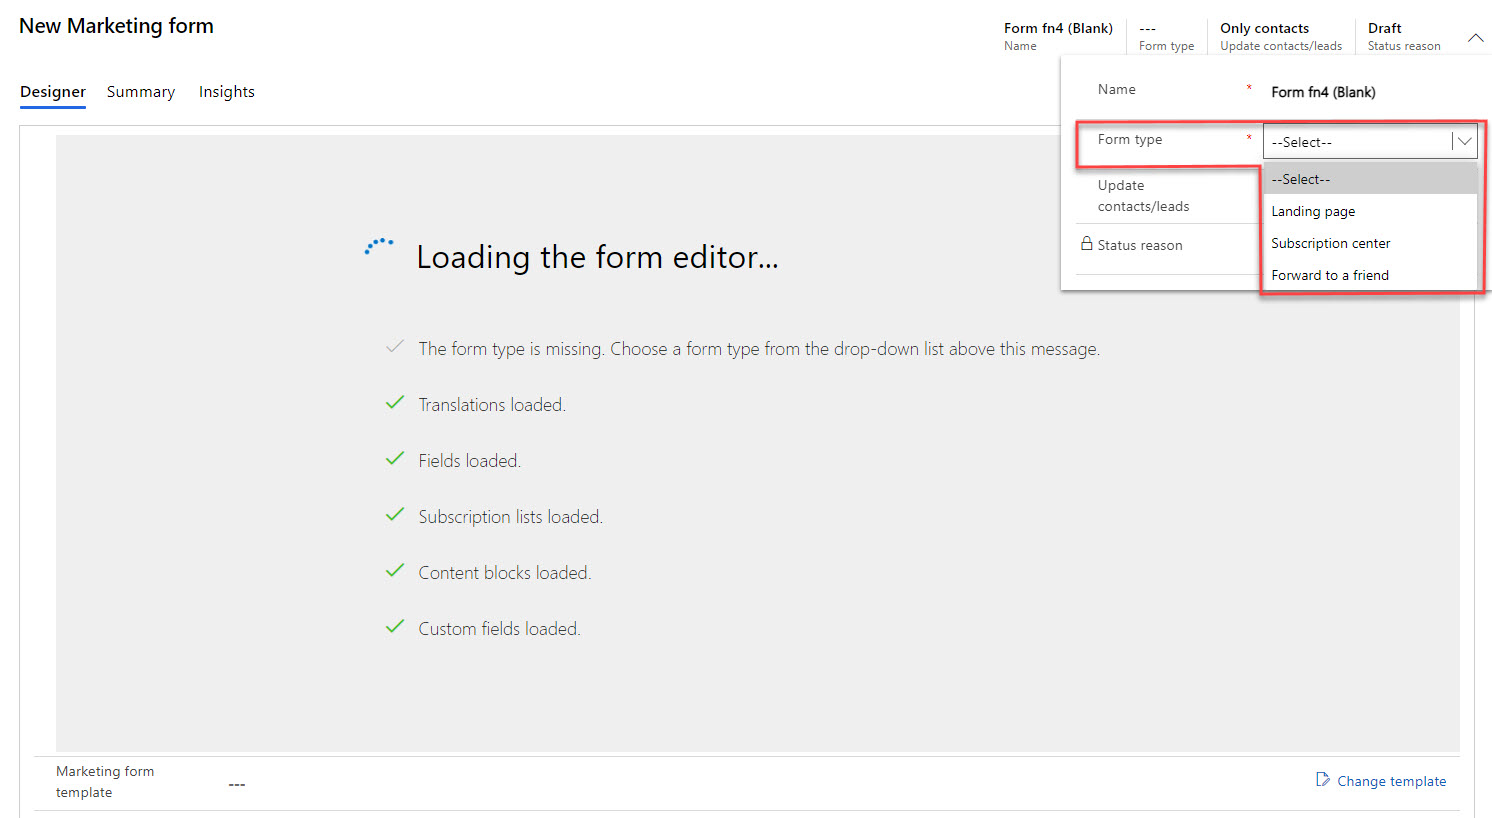 New Marketing form
Form fn4 (Blank)
Name
---
Form type
Only contacts
Update contacts/leads
Draft
Status reason
Designer
Summary
Insights
Name
*
Form fn4 (Blank)
Form type
*
--Select--
--Select--
Landing page
Subscription center
Forward to a friend
Update
contacts/leads
Status reason
Loading the form editor...
The form type is missing. Choose a form type from the drop-down list above this message.
Translations loaded.
Fields loaded.
Subscription lists loaded.
Content blocks loaded.
Custom fields loaded.
Marketing form
template
---
Change template